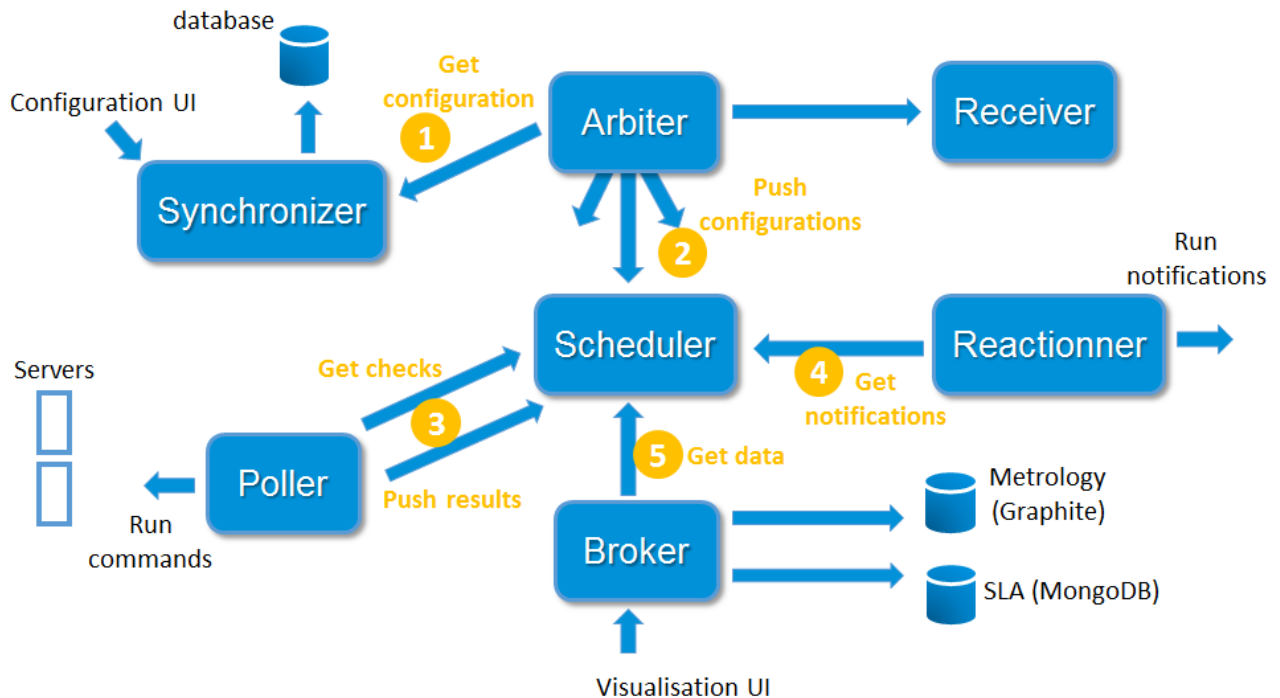 database
Configuration UI
Get
configuration
1
Arbiter
Receiver
Synchronizer
Push
configurations
2
Run
notifications
Scheduler
Reactionner
Servers
Get checks
3
4
Get
notifications
Poller
Push results
5
Get data
Run
commands
Broker
Metrology
(Graphite)
SLA (MongoDB)
Visualisation UI